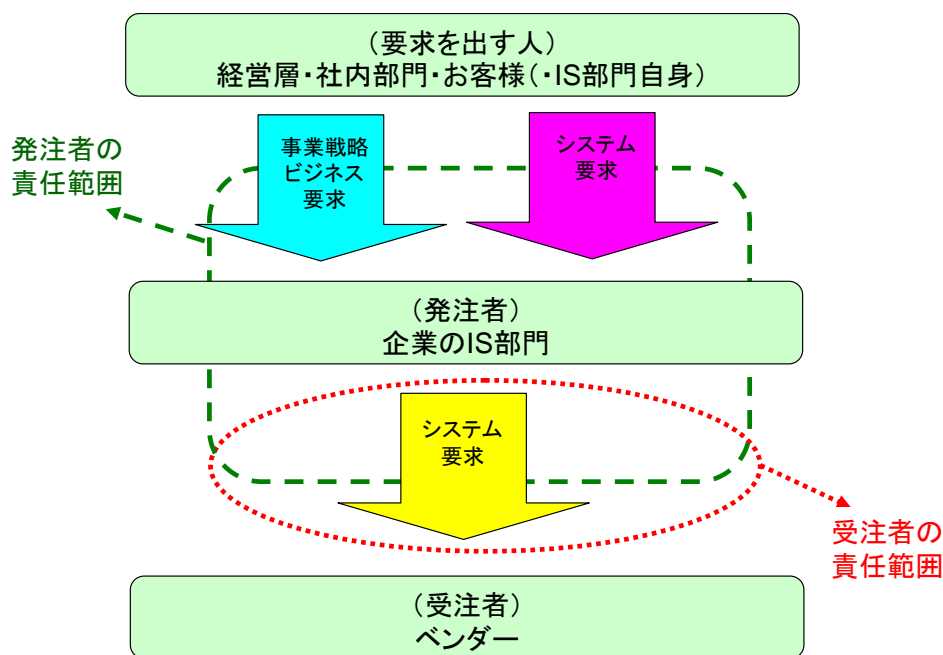 （要求を出す人）
経営層・社内部門・お客様（・IS部門自身）
発注者の
責任範囲
事業戦略
ビジネス
要求
システム
要求
（発注者）
企業のIS部門
システム
要求
受注者の
責任範囲
（受注者）
ベンダー